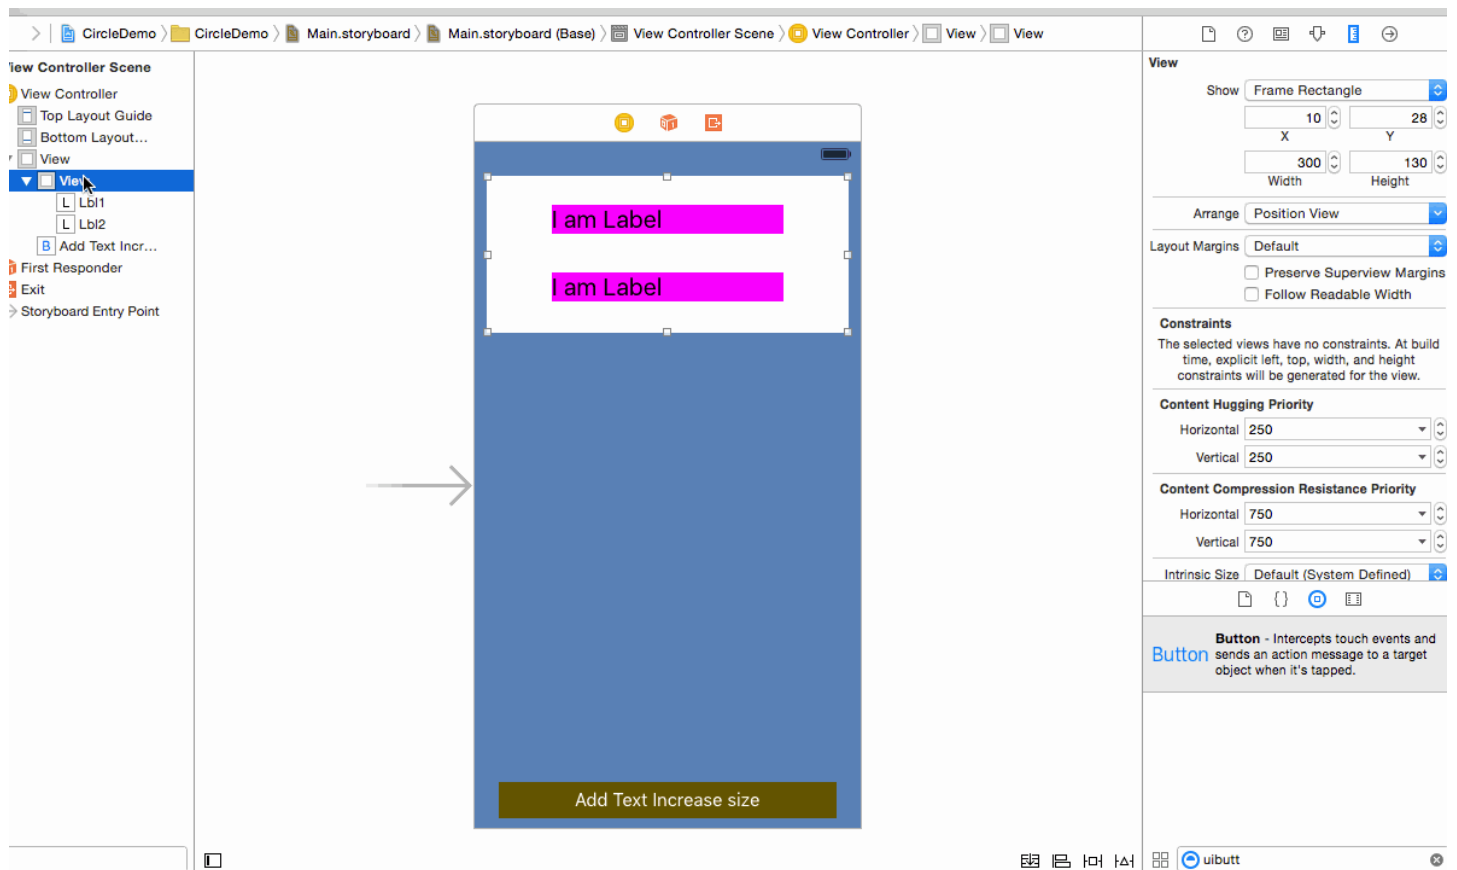 CircleDemo CircleDemo Main.storyboard Main.storyboard (Base) View Controller Scene View Controller View View
iew Controller Scene
View Controller
Top Layout Guide
Bottom Layout...
View
View
L Lbl1
L Lbl2
B Add Text Incr...
First Responder
Exit
Storyboard Entry Point
I am Label
I am Label
Add Text Increase size
View
Show Frame Rectangle
10 28
X Y
300 130
Width Height
Arrange Position View
Layout Margins Default
Preserve Superview Margins
Follow Readable Width
Constraints
The selected views have no constraints. At build
time, explicit left, top, width, and height
constraints will be generated for the view.
Content Hugging Priority
Horizontal 250
Vertical 250
Content Compression Resistance Priority
Horizontal 750
Vertical 750
Intrinsic Size Default (System Defined)
{}
Button Button - Intercepts touch events and
sends an action message to a target
object when it's tapped.
uibutt